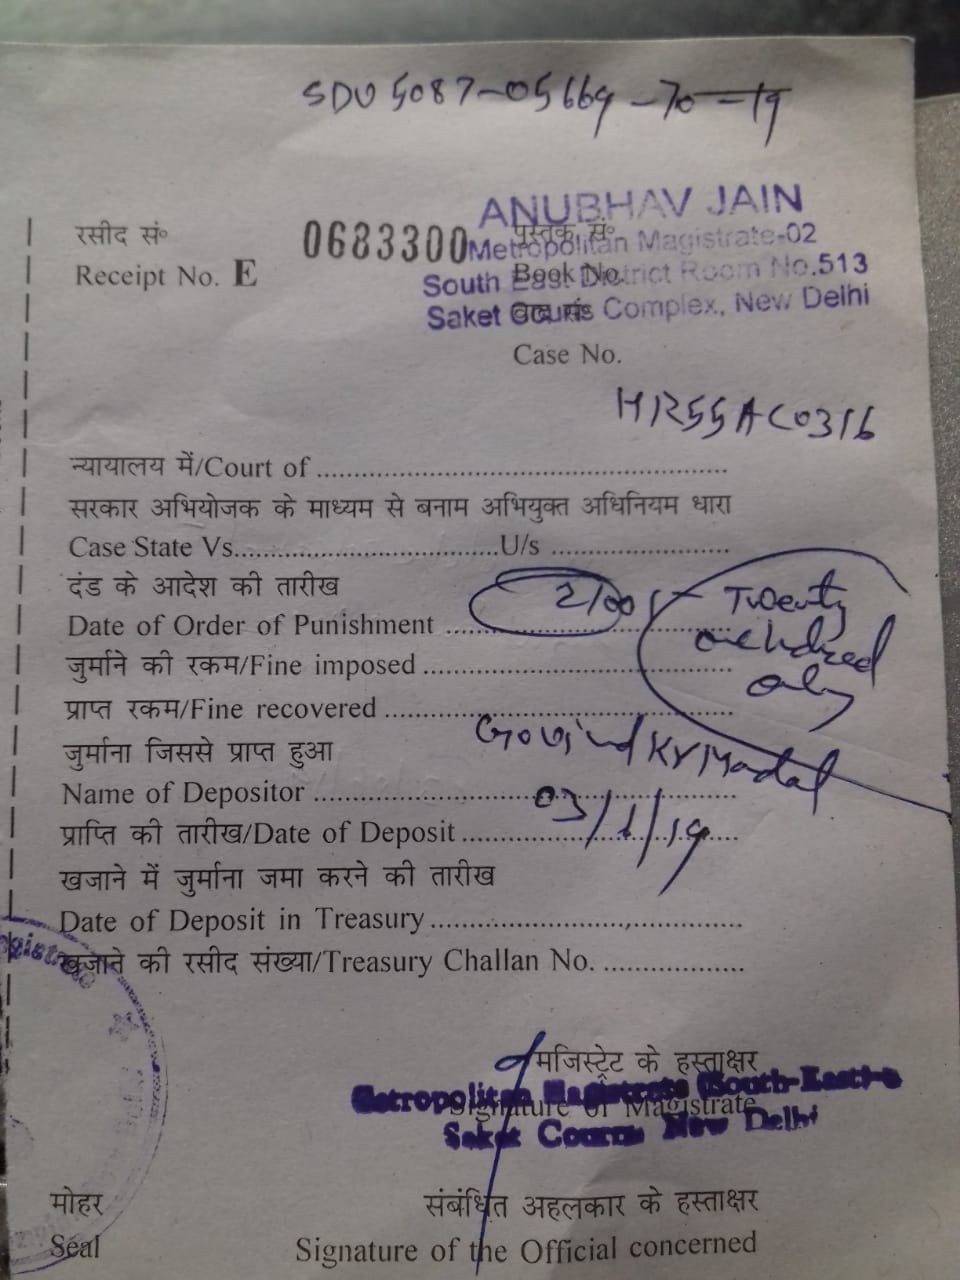 SDU 5087-05669-70-19
ANUBHAV JAIN
रसीद सं॰ 0683300 पुस्तक सं॰
Metropolitan Magistrate-02
Receipt No. E Book No.
South East District Room No.513
Saket Courts Complex, New Delhi
Case No.
HR55AC0316
न्यायालय में/Court of
सरकार अभियोजक के माध्यम से बनाम अभियुक्त अधिनियम धारा
Case State Vs. U/s
दंड के आदेश की तारीख
Date of Order of Punishment 2100 Twenty
one hdred
जुर्माने की रकम/Fine imposed
only
प्राप्त रकम/Fine recovered
जुर्माना जिससे प्राप्त हुआ Govind Kr Mandal
Name of Depositor
प्राप्ति की तारीख/Date of Deposit 03/1/19
खजाने में जुर्माना जमा करने की तारीख
Date of Deposit in Treasury
खजाने की रसीद संख्या/Treasury Challan No.
मजिस्ट्रेट के हस्ताक्षर
Metropolitan Magistrate (South-East)
Signature of Magistrate
Saket Courts New Delhi
मोहर संबंधित अहलकार के हस्ताक्षर
Seal Signature of the Official concerned